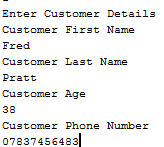 Enter Customer Details
Customer First Name
Fred
Customer Last Name
Pratt
Customer Age
38
Customer Phone Number
07837456483